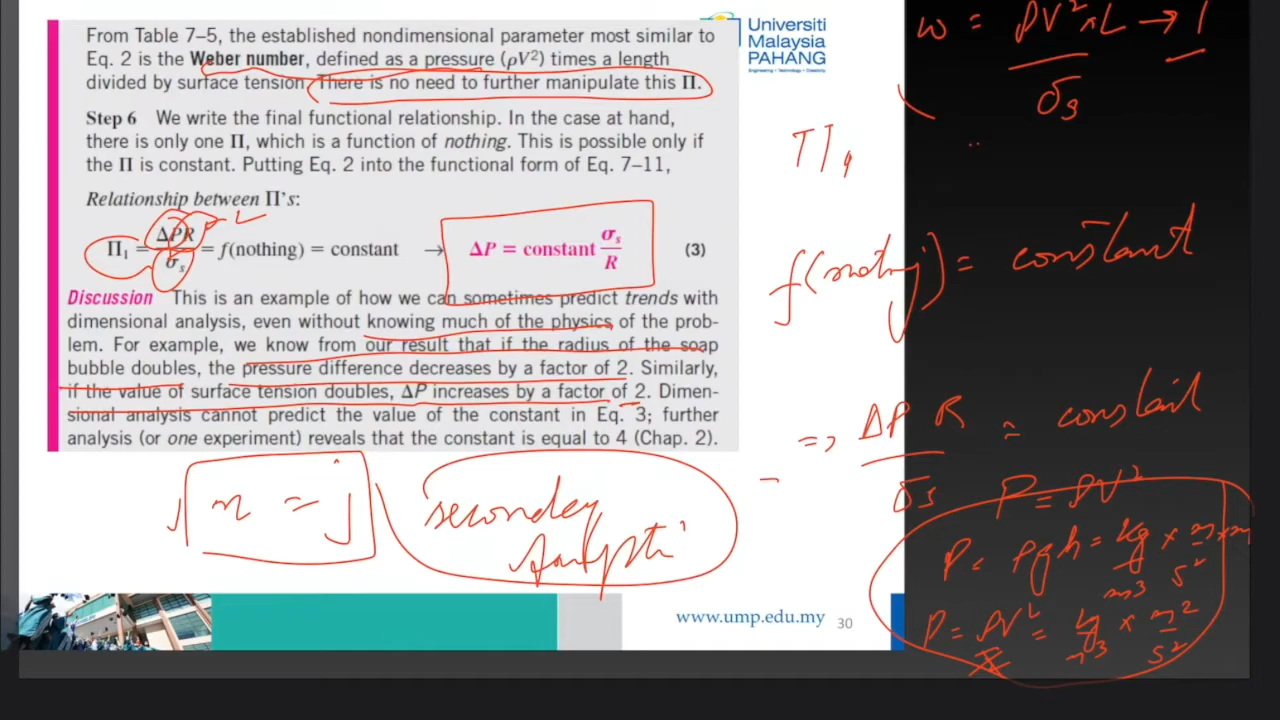 From Table 7–5, the established nondimensional parameter most similar to
Eq. 2 is the Weber number, defined as a pressure (ρV²) times a length
divided by surface tension. There is no need to further manipulate this Π.
Step 6 We write the final functional relationship. In the case at hand,
there is only one Π, which is a function of nothing. This is possible only if
the Π is constant. Putting Eq. 2 into the functional form of Eq. 7–11,
Relationship between Π's:
Π₁ = ΔPR / σₛ = f(nothing) = constant → ΔP = constant σₛ / R (3)
Discussion This is an example of how we can sometimes predict trends with
dimensional analysis, even without knowing much of the physics of the prob-
lem. For example, we know from our result that if the radius of the soap
bubble doubles, the pressure difference decreases by a factor of 2. Similarly,
if the value of surface tension doubles, ΔP increases by a factor of 2. Dimen-
sional analysis cannot predict the value of the constant in Eq. 3; further
analysis (or one experiment) reveals that the constant is equal to 4 (Chap. 2).
n = j
Universiti
Malaysia
PAHANG
Engineering • Technology • Creativity
w = ρV² × L → 1
σs
f(nothing) = constant
⇒ ΔP R = constant
σs
P = ρV²
P = ρgh = kg/m³ × m/s² × m
P = ρV² = kg/m³ × m²/s²
www.ump.edu.my
30